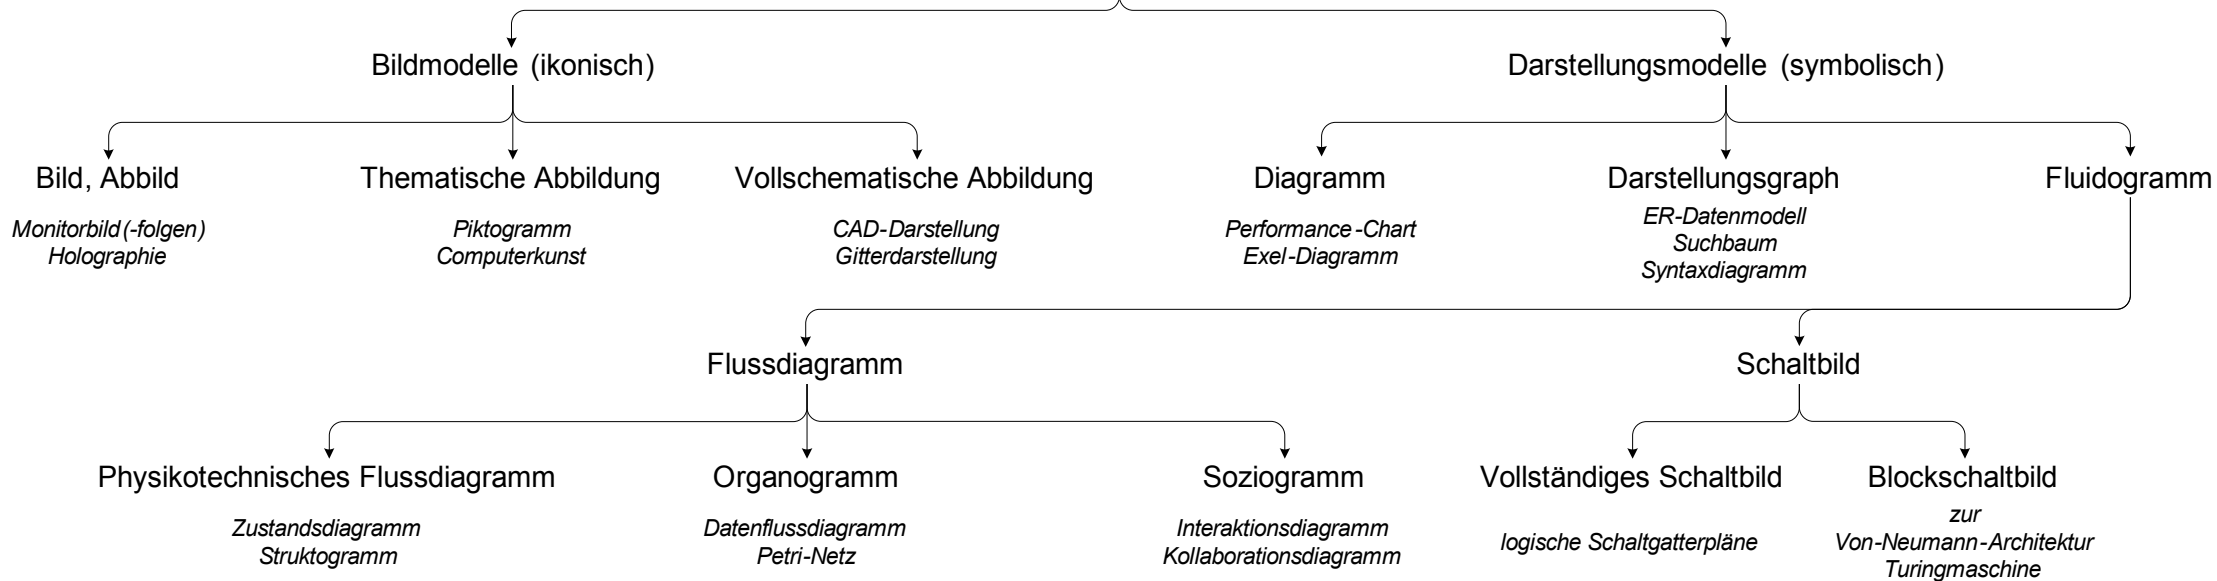 Bildmodelle (ikonisch)
Darstellungsmodelle (symbolisch)
Bild, Abbild
Thematische Abbildung
Vollschematische Abbildung
Diagramm
Darstellungsgraph
Fluidogramm
Monitorbild(-folgen)
Holographie
Piktogramm
Computerkunst
CAD-Darstellung
Gitterdarstellung
Performance-Chart
Exel-Diagramm
ER-Datenmodell
Suchbaum
Syntaxdiagramm
Flussdiagramm
Schaltbild
Physikotechnisches Flussdiagramm
Organogramm
Soziogramm
Vollständiges Schaltbild
Blockschaltbild
Zustandsdiagramm
Struktogramm
Datenflussdiagramm
Petri-Netz
Interaktionsdiagramm
Kollaborationsdiagramm
logische Schaltgatterpläne
zur
Von-Neumann-Architektur
Turingmaschine